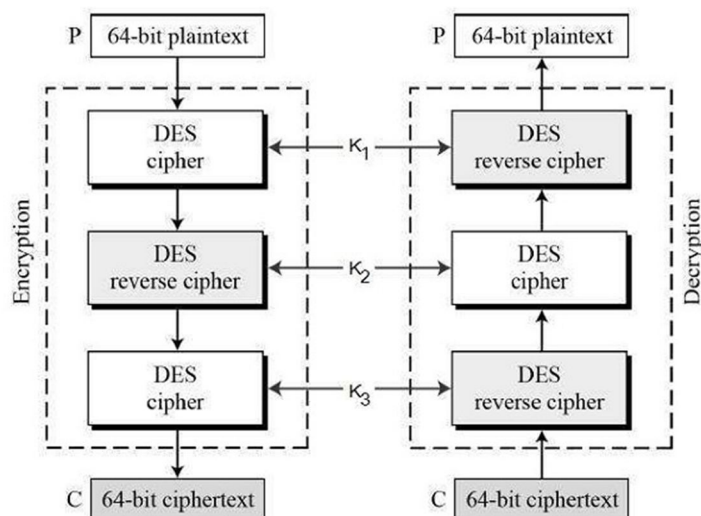 P 64-bit plaintext
P 64-bit plaintext
Encryption
DES
cipher
K1
DES
reverse cipher
DES
reverse cipher
K2
DES
cipher
DES
cipher
K3
DES
reverse cipher
Decryption
C 64-bit ciphertext
C 64-bit ciphertext